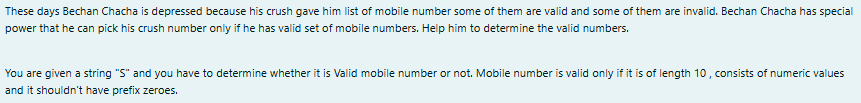 These days Bechan Chacha is depressed because his crush gave him list of mobile number some of them are valid and some of them are invalid. Bechan Chacha has special
power that he can pick his crush number only if he has valid set of mobile numbers. Help him to determine the valid numbers.
You are given a string "S" and you have to determine whether it is Valid mobile number or not. Mobile number is valid only if it is of length 10 , consists of numeric values
and it shouldn't have prefix zeroes.